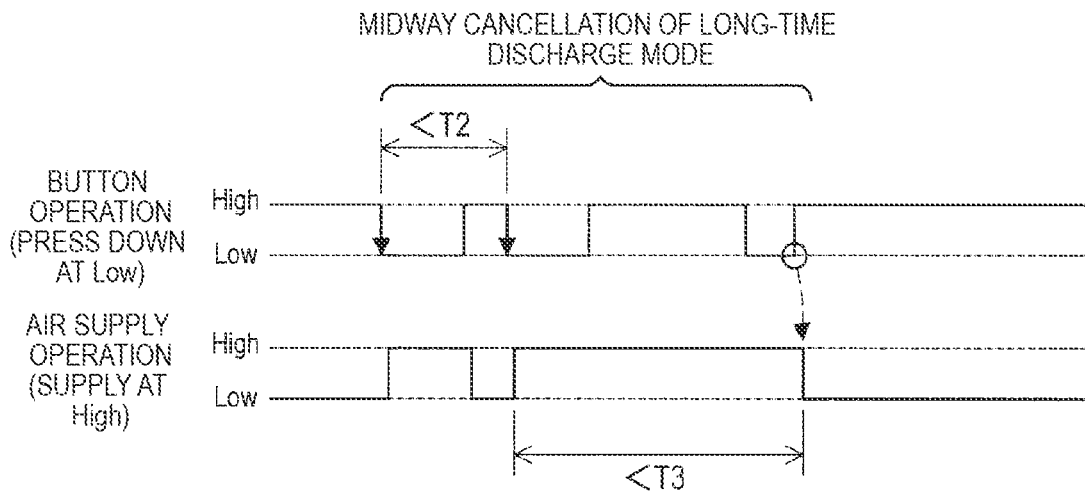 MIDWAY CANCELLATION OF LONG-TIME
DISCHARGE MODE
<T2
BUTTON
OPERATION
(PRESS DOWN
AT Low)
High
Low
AIR SUPPLY
OPERATION
(SUPPLY AT
High)
High
Low
<T3